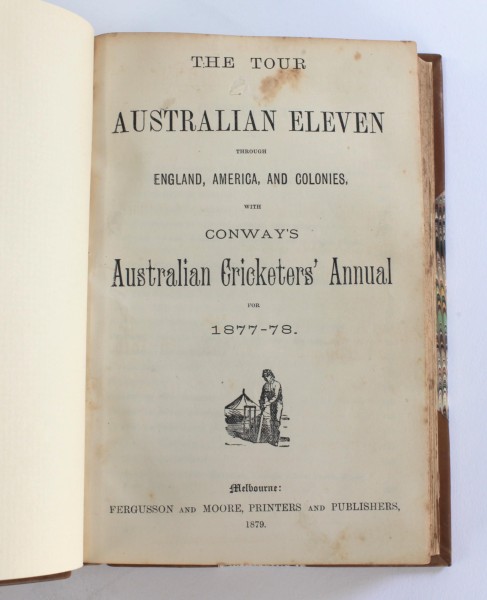 THE TOUR
AUSTRALIAN ELEVEN
THROUGH
ENGLAND, AMERICA, AND COLONIES,
WITH
CONWAY'S
Australian Cricketers' Annual
FOR
1877-78.
Melbourne:
FERGUSSON AND MOORE, PRINTERS AND PUBLISHERS,
1879.